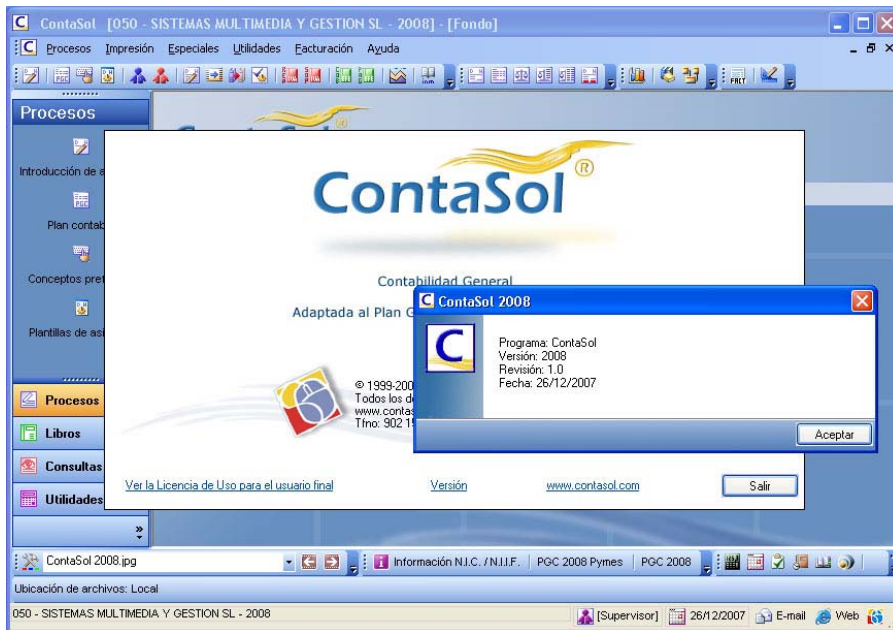 ContaSol [050 - SISTEMAS MULTIMEDIA Y GESTION SL - 2008] - [Fondo]
Procesos Impresión Especiales Utilidades Facturación Ayuda
Procesos
Introducción de
Plan
Conceptos
Plantillas de
Procesos
Libros
Consultas
Utilidades
ContaSol ®
Contabilidad General
Adaptada al Plan
© 1999-200
Todos los
www.contas
Tfno: 902
Ver la Licencia de Uso para el usuario final
Versión
www.contasol.com
Salir
ContaSol 2008
Programa: ContaSol
Versión: 2008
Revisión: 1.0
Fecha: 26/12/2007
Aceptar
ContaSol 2008.jpg
Información N.I.C. / N.I.I.F. PGC 2008 Pymes PGC 2008
Ubicación de archivos: Local
050 - SISTEMAS MULTIMEDIA Y GESTION SL - 2008
[Supervisor] 26/12/2007 E-mail Web